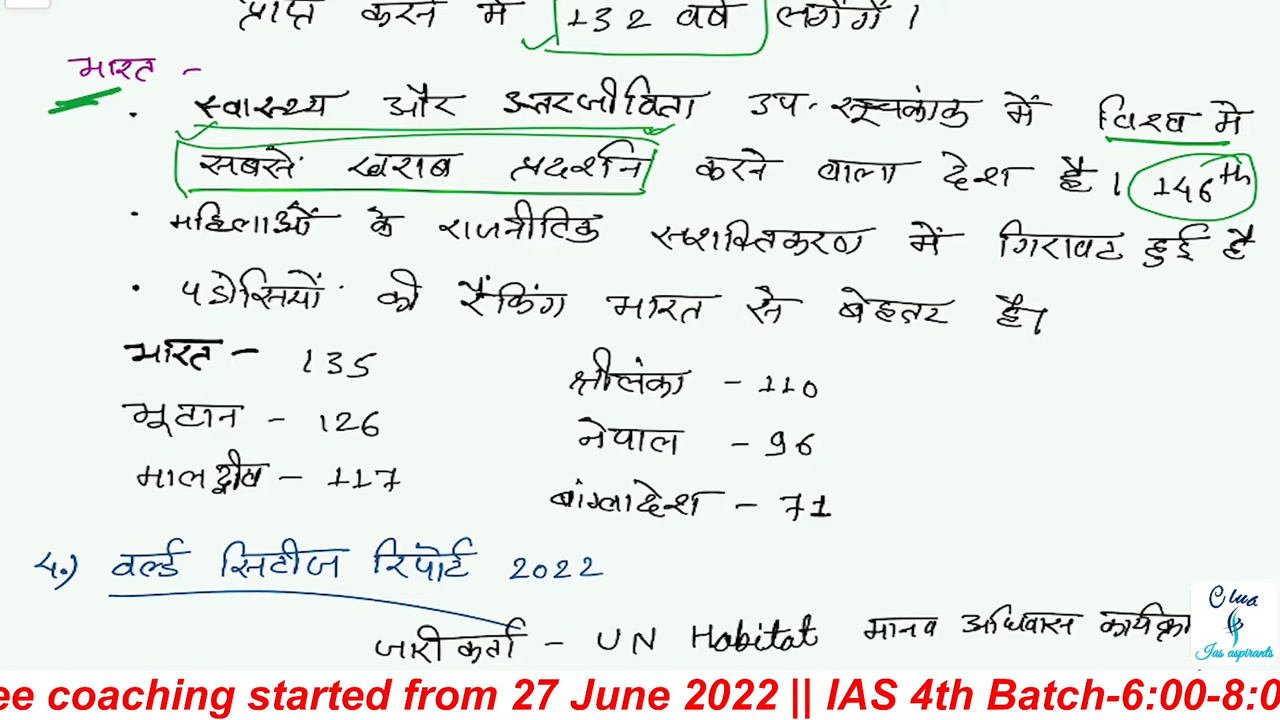 प्राप्त करने में 132 वर्ष लगेंगें।
भारत -
· स्वास्थ्य और उत्तरजीविता उप-सूचकांक में विश्व मे
सबसे खराब प्रदर्शन करने वाला देश है। 146th
· महिलाओं के राजनीतिक सशक्तिकरण में गिरावट हुई है
· पडोसियों की रैंकिंग भारत से बेहतर है।
भारत - 135
श्रीलंका - 110
भूटान - 126
नेपाल - 96
मालद्वीव - 117
बांग्लादेश - 71
4.) वर्ल्ड सिटीज रिपोर्ट 2022
जारीकर्ता - UN Habitat मानव अधिवास कार्यक्र
Clua
Ias aspirants
ee coaching started from 27 June 2022 || IAS 4th Batch-6:00-8:0